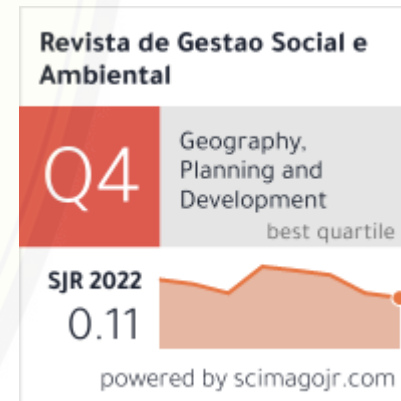 Revista de Gestao Social e
Ambiental
Q4
Geography,
Planning and
Development
best quartile
SJR 2022
0.11
powered by scimagojr.com